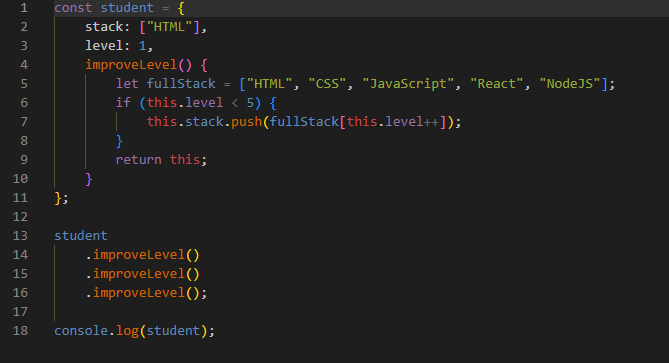 1 const student = {
2     stack: ["HTML"],
3     level: 1,
4     improveLevel() {
5         let fullStack = ["HTML", "CSS", "JavaScript", "React", "NodeJS"];
6         if (this.level < 5) {
7             this.stack.push(fullStack[this.level++]);
8         }
9         return this;
10     }
11 };
12
13 student
14     .improveLevel()
15     .improveLevel()
16     .improveLevel();
17
18 console.log(student);